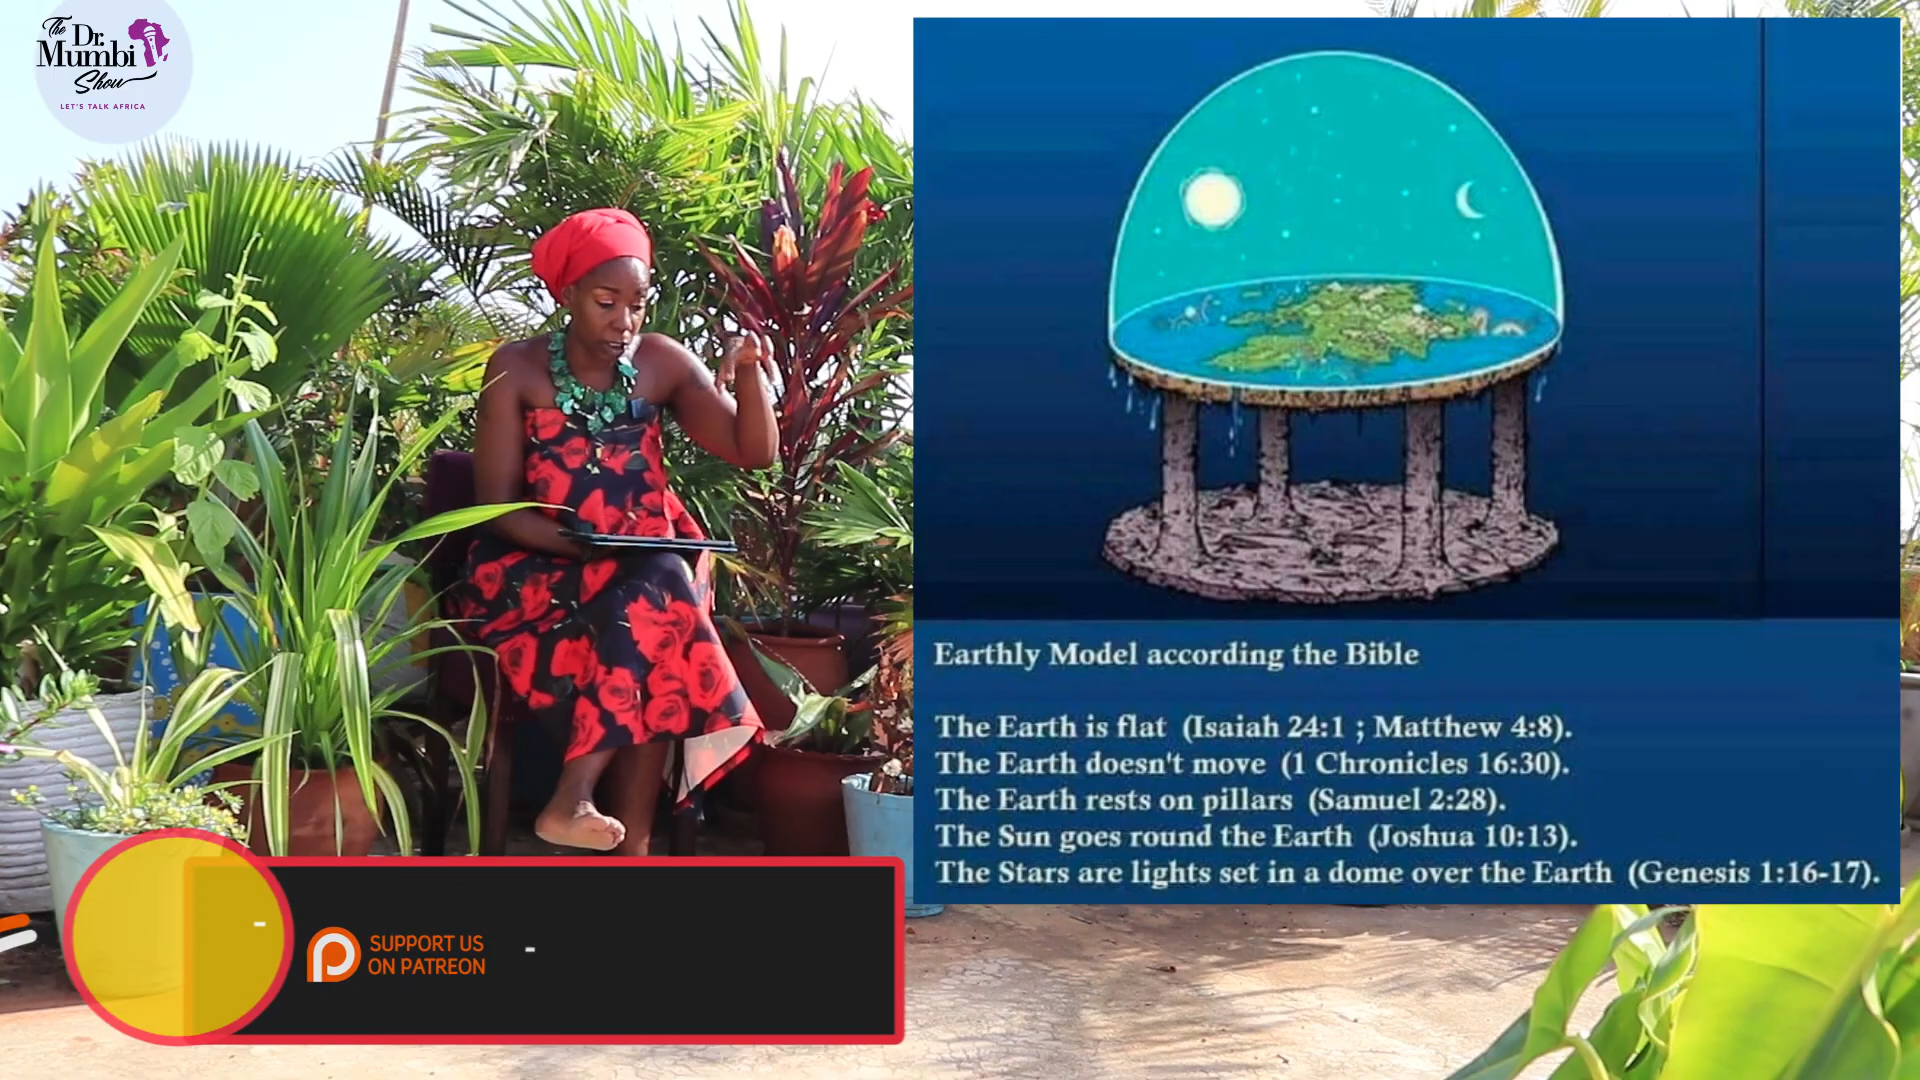 The
Dr.
Mumbi
Show
LET'S TALK AFRICA
Earthly Model according the Bible
The Earth is flat (Isaiah 24:1 ; Matthew 4:8).
The Earth doesn't move (1 Chronicles 16:30).
The Earth rests on pillars (Samuel 2:28).
The Sun goes round the Earth (Joshua 10:13).
The Stars are lights set in a dome over the Earth (Genesis 1:16-17).
SUPPORT US
ON PATREON